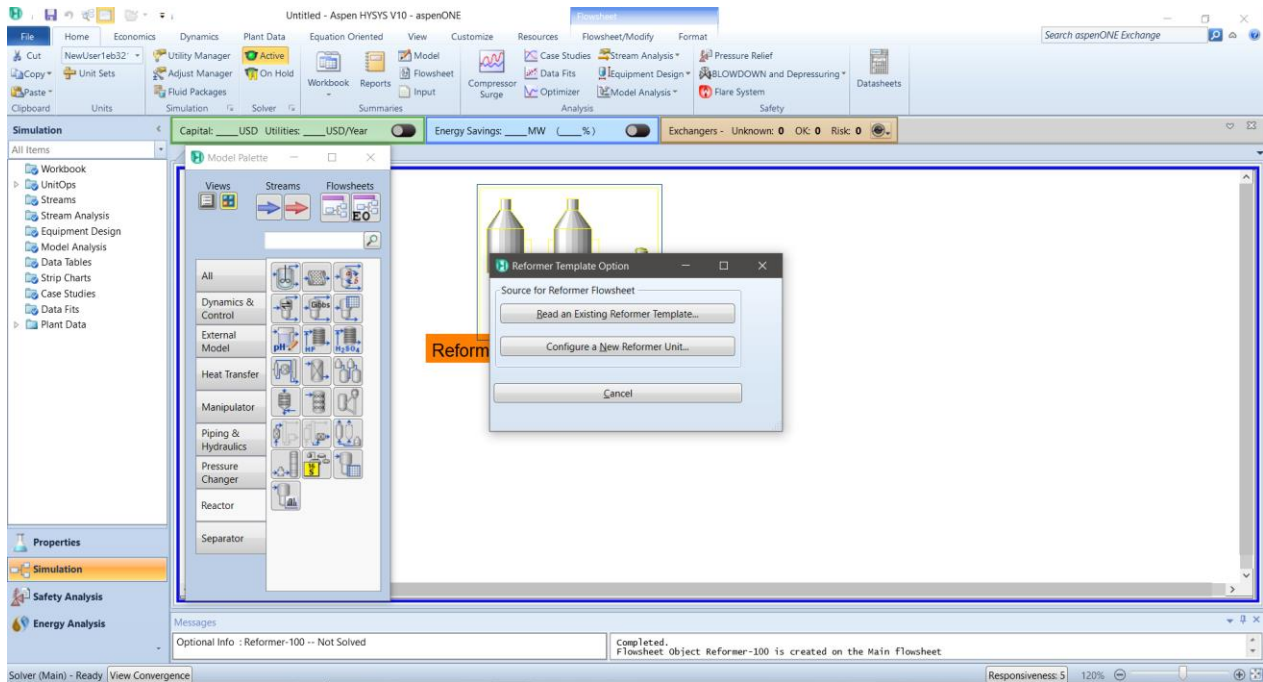 Untitled - Aspen HYSYS V10 - aspenONE
Flowsheet
File Home Economics Dynamics Plant Data Equation Oriented View Customize Resources Flowsheet/Modify Format
Search aspenONE Exchange
Cut
Copy
Paste
Clipboard
NewUser1eb32
Unit Sets
Units
Utility Manager
Adjust Manager
Fluid Packages
Simulation
Active
On Hold
Solver
Workbook
Reports
Model
Flowsheet
Input
Summaries
Compressor
Surge
Case Studies
Data Fits
Optimizer
Stream Analysis
Equipment Design
Model Analysis
Analysis
Pressure Relief
BLOWDOWN and Depressuring
Flare System
Safety
Datasheets
Simulation
All Items
Workbook
UnitOps
Streams
Stream Analysis
Equipment Design
Model Analysis
Data Tables
Strip Charts
Case Studies
Data Fits
Plant Data
Properties
Simulation
Safety Analysis
Energy Analysis
Capital: ____USD Utilities: ____USD/Year
Energy Savings: ____MW (____%)
Exchangers - Unknown: 0 OK: 0 Risk: 0
Model Palette
Views Streams Flowsheets
EO
All
Dynamics &
Control
External
Model
Heat Transfer
Manipulator
Piping &
Hydraulics
Pressure
Changer
Reactor
Separator
Gibbs
pH
HF
H₂SO₄
Reform
Reformer Template Option
Source for Reformer Flowsheet
Read an Existing Reformer Template...
Configure a New Reformer Unit...
Cancel
Messages
Optional Info : Reformer-100 -- Not Solved
Completed.
Flowsheet Object Reformer-100 is created on the Main flowsheet
Solver (Main) - Ready View Convergence
Responsiveness: 5 120%